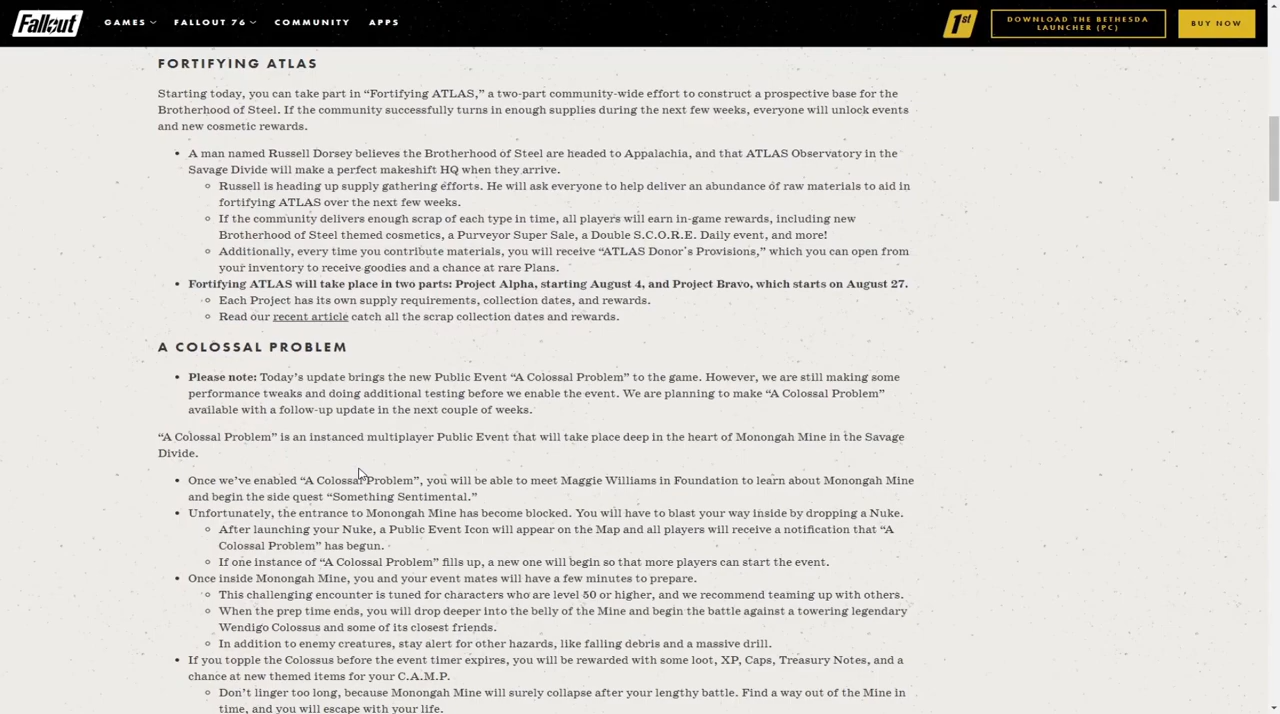 Fallout GAMES FALLOUT 76 COMMUNITY APPS 1st DOWNLOAD THE BETHESDA LAUNCHER (PC) BUY NOW
FORTIFYING ATLAS
Starting today, you can take part in “Fortifying ATLAS,” a two-part community-wide effort to construct a prospective base for the
Brotherhood of Steel. If the community successfully turns in enough supplies during the next few weeks, everyone will unlock events
and new cosmetic rewards.
• A man named Russell Dorsey believes the Brotherhood of Steel are headed to Appalachia, and that ATLAS Observatory in the
Savage Divide will make a perfect makeshift HQ when they arrive.
◦ Russell is heading up supply gathering efforts. He will ask everyone to help deliver an abundance of raw materials to aid in
fortifying ATLAS over the next few weeks.
◦ If the community delivers enough scrap of each type in time, all players will earn in-game rewards, including new
Brotherhood of Steel themed cosmetics, a Purveyor Super Sale, a Double S.C.O.R.E. Daily event, and more!
◦ Additionally, every time you contribute materials, you will receive “ATLAS Donor's Provisions,” which you can open from
your inventory to receive goodies and a chance at rare Plans.
• Fortifying ATLAS will take place in two parts: Project Alpha, starting August 4, and Project Bravo, which starts on August 27.
◦ Each Project has its own supply requirements, collection dates, and rewards.
◦ Read our recent article catch all the scrap collection dates and rewards.
A COLOSSAL PROBLEM
• Please note: Today’s update brings the new Public Event “A Colossal Problem” to the game. However, we are still making some
performance tweaks and doing additional testing before we enable the event. We are planning to make “A Colossal Problem”
available with a follow-up update in the next couple of weeks.
“A Colossal Problem” is an instanced multiplayer Public Event that will take place deep in the heart of Monongah Mine in the Savage
Divide.
• Once we’ve enabled “A Colossal Problem”, you will be able to meet Maggie Williams in Foundation to learn about Monongah Mine
and begin the side quest “Something Sentimental.”
• Unfortunately, the entrance to Monongah Mine has become blocked. You will have to blast your way inside by dropping a Nuke.
◦ After launching your Nuke, a Public Event Icon will appear on the Map and all players will receive a notification that “A
Colossal Problem” has begun.
◦ If one instance of “A Colossal Problem” fills up, a new one will begin so that more players can start the event.
• Once inside Monongah Mine, you and your event mates will have a few minutes to prepare.
◦ This challenging encounter is tuned for characters who are level 50 or higher, and we recommend teaming up with others.
◦ When the prep time ends, you will drop deeper into the belly of the Mine and begin the battle against a towering legendary
Wendigo Colossus and some of its closest friends.
◦ In addition to enemy creatures, stay alert for other hazards, like falling debris and a massive drill.
• If you topple the Colossus before the event timer expires, you will be rewarded with some loot, XP, Caps, Treasury Notes, and a
chance at new themed items for your C.A.M.P.
◦ Don’t linger too long, because Monongah Mine will surely collapse after your lengthy battle. Find a way out of the Mine in
time, and you will escape with your life.